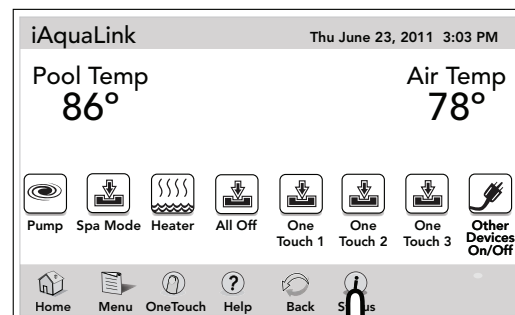 iAquaLink Thu June 23, 2011 3:03 PM
Pool Temp Air Temp
86° 78°
Pump Spa Mode Heater All Off One Touch 1 One Touch 2 One Touch 3 Other Devices On/Off
Home Menu OneTouch Help Back